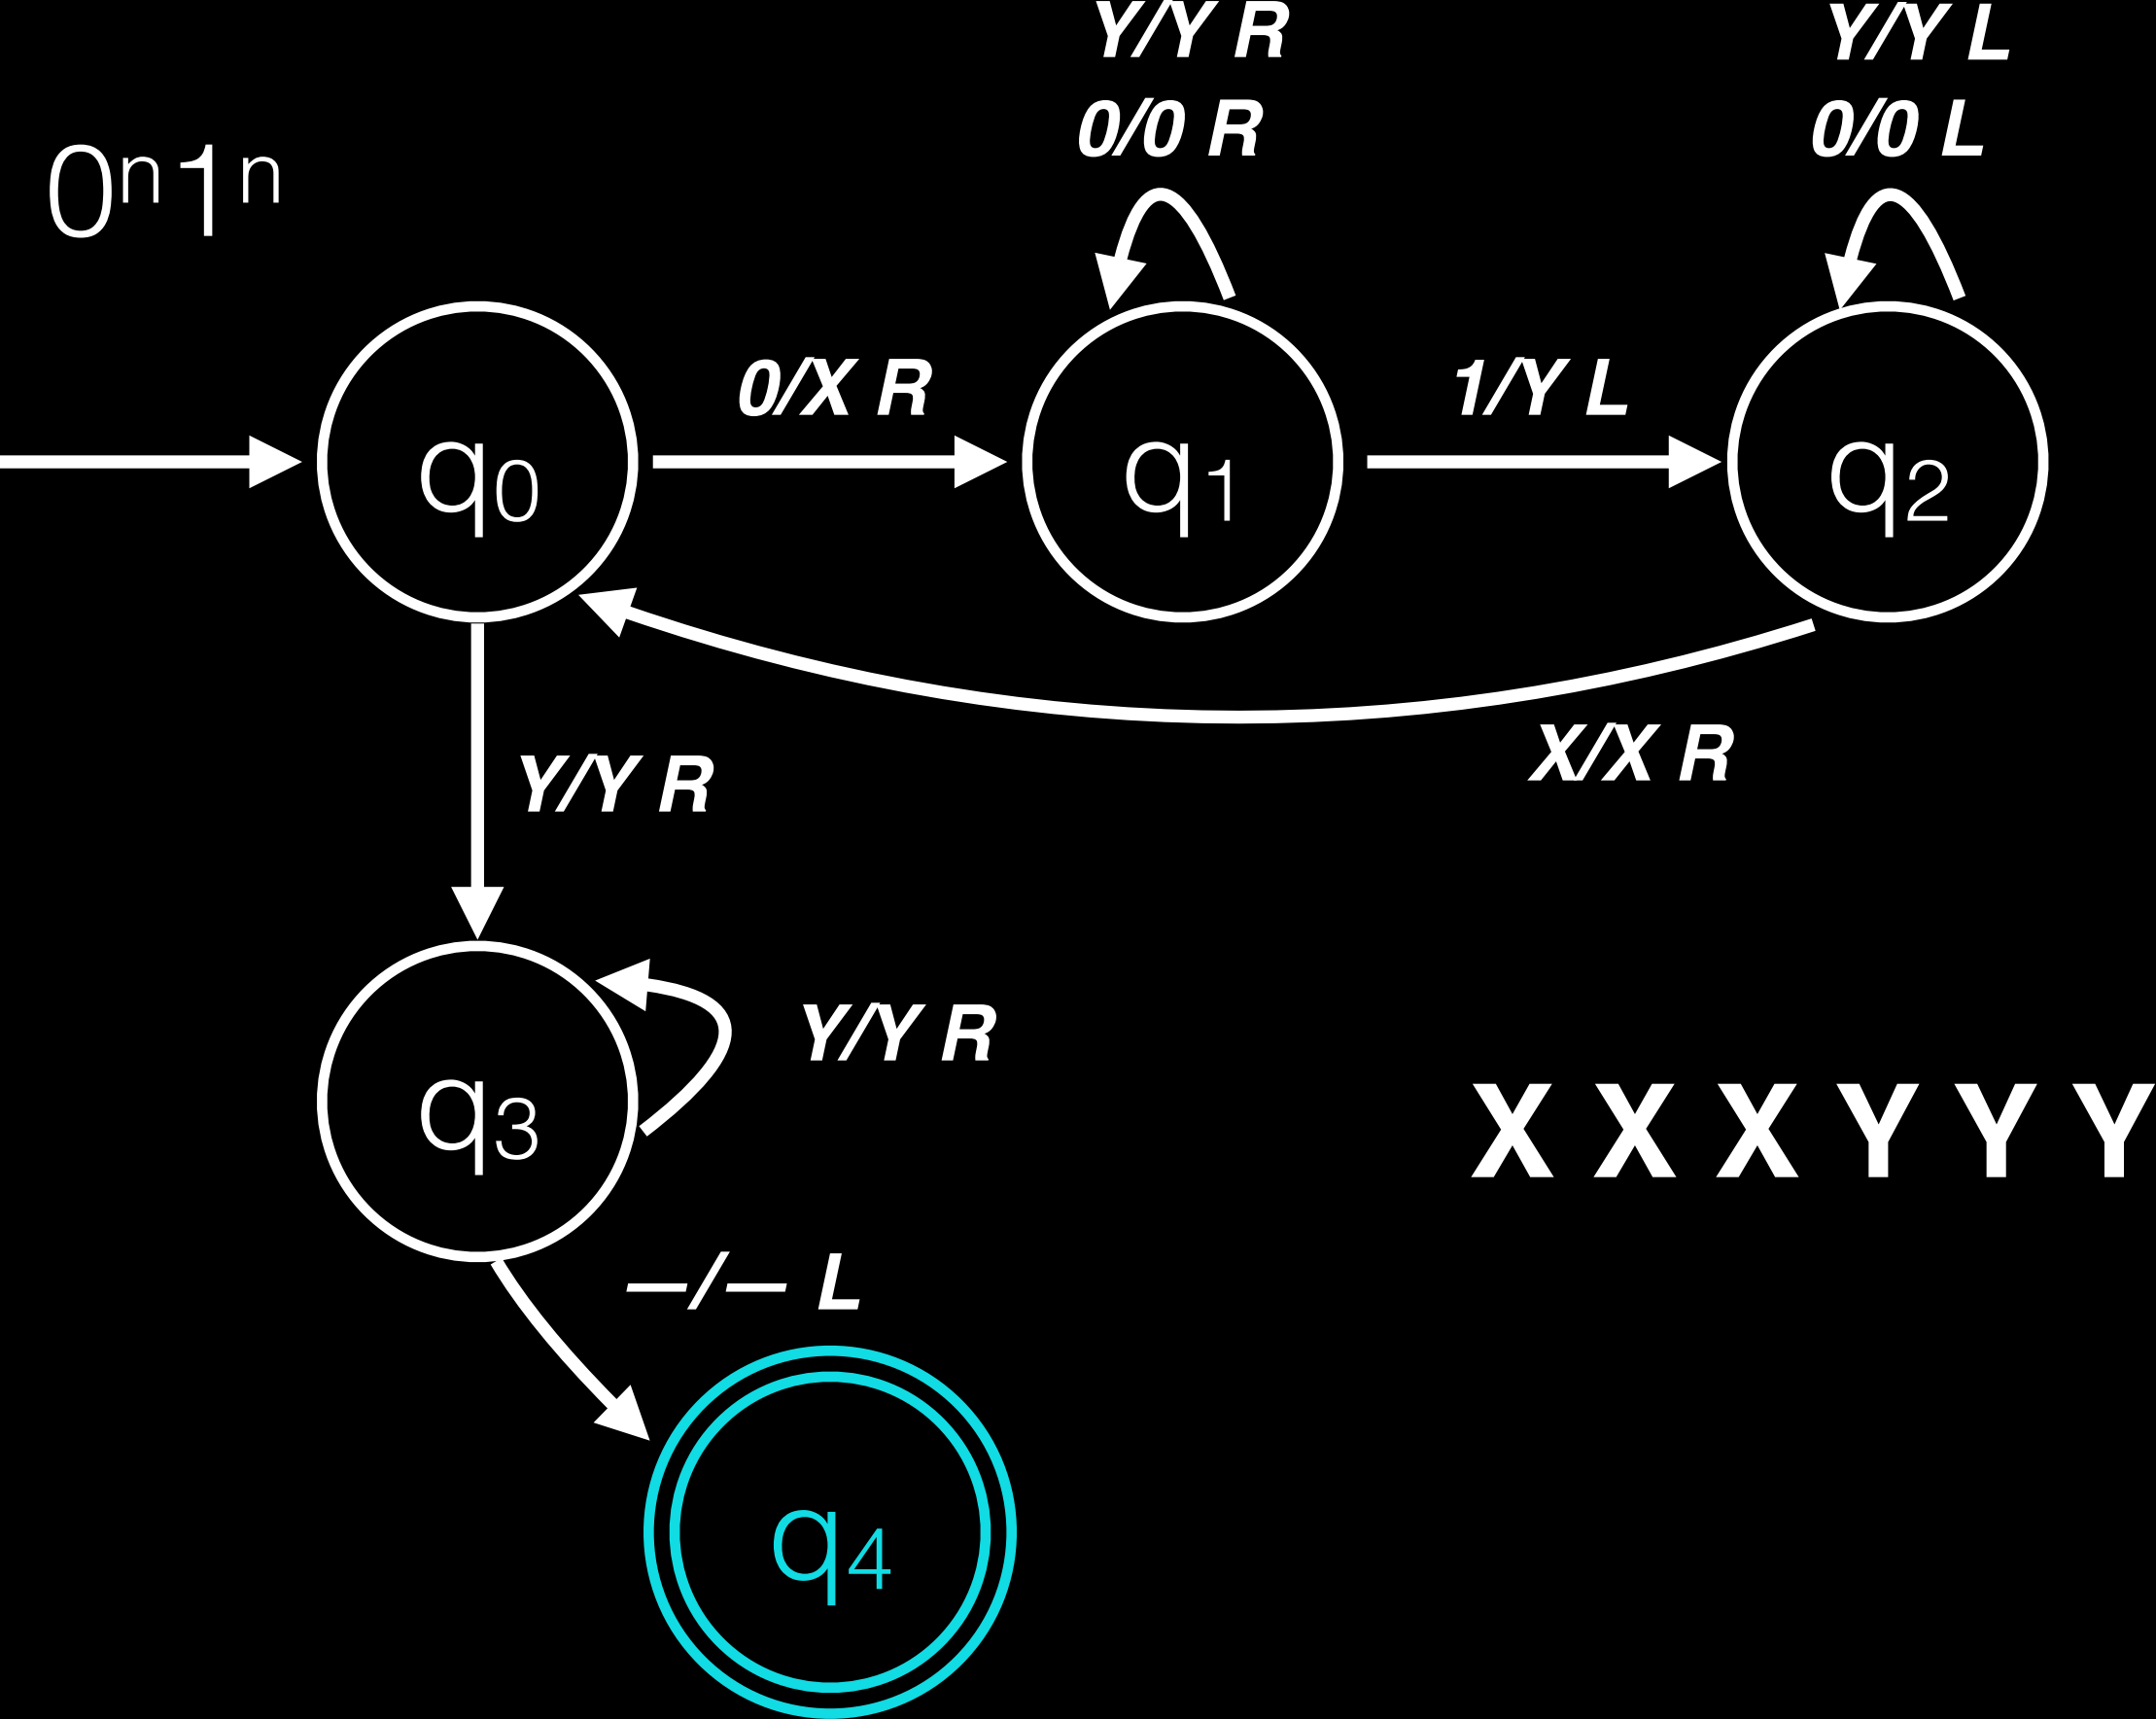 Y/Y R
Y/Y L
0/0 R
0/0 L
0ⁿ1ⁿ
0/X R
1/Y L
q₀
q₁
q₂
X/X R
Y/Y R
Y/Y R
q₃
X X X Y Y Y
—/— L
q₄